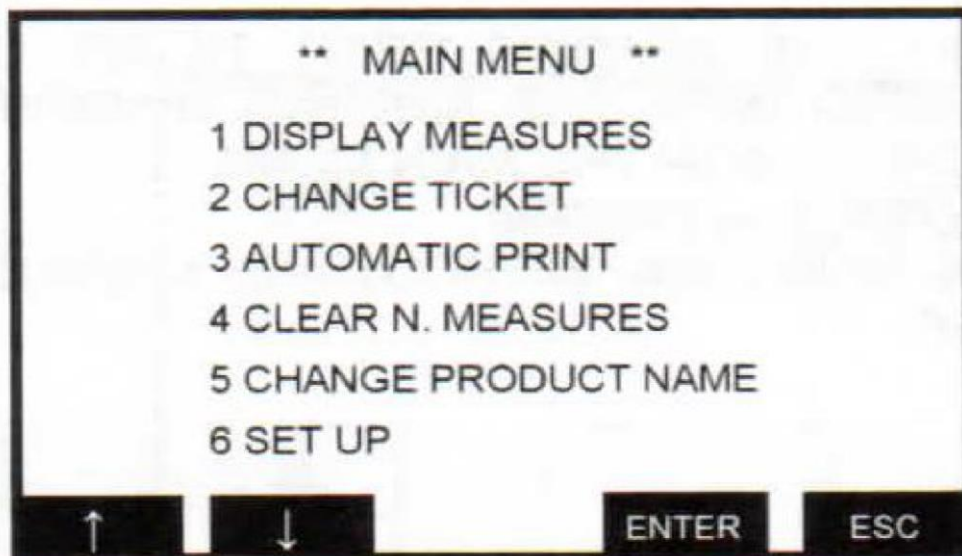 ** MAIN MENU **
1 DISPLAY MEASURES
2 CHANGE TICKET
3 AUTOMATIC PRINT
4 CLEAR N. MEASURES
5 CHANGE PRODUCT NAME
6 SET UP
↑ ↓ ENTER ESC